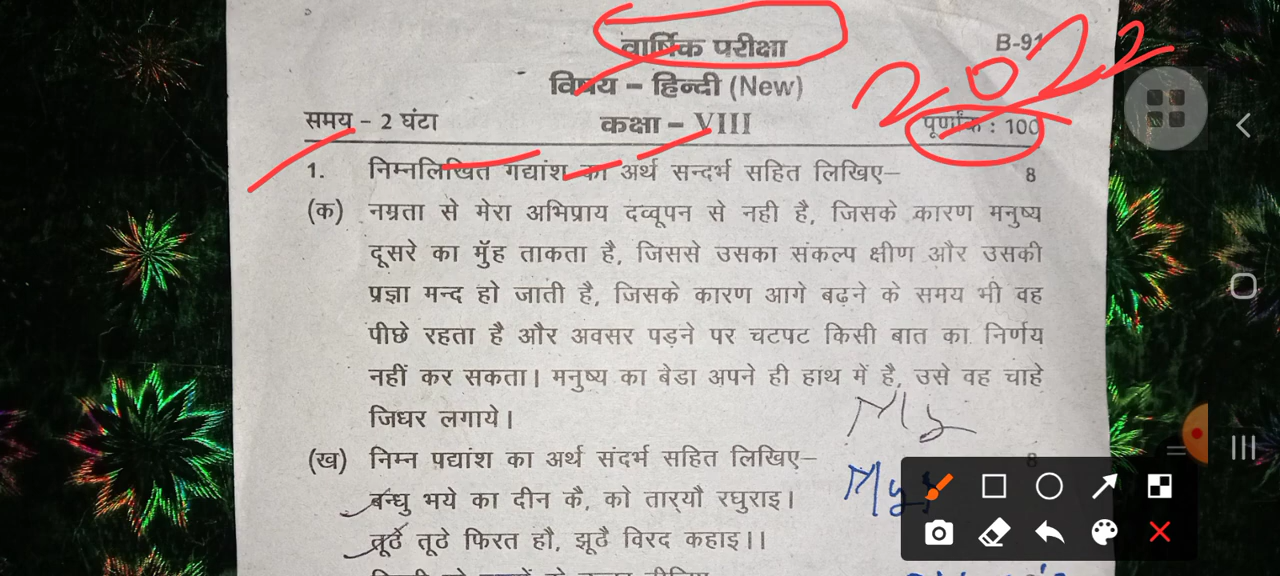 वार्षिक परीक्षा
B-91
विषय – हिन्दी (New)
2022
समय – 2 घंटा
कक्षा – VIII
पूर्णांक : 100
1. निम्नलिखित गद्यांश का अर्थ सन्दर्भ सहित लिखिए– 8
(क) नम्रता से मेरा अभिप्राय दव्वूपन से नही है, जिसके कारण मनुष्य
दूसरे का मुँह ताकता है, जिससे उसका संकल्प क्षीण और उसकी
प्रज्ञा मन्द हो जाती है, जिसके कारण आगे बढ़ने के समय भी वह
पीछे रहता है और अवसर पड़ने पर चटपट किसी बात का निर्णय
नहीं कर सकता। मनुष्य का बेडा अपने ही हाथ में है, उसे वह चाहे
जिधर लगाये।
My
(ख) निम्न पद्यांश का अर्थ संदर्भ सहित लिखिए– 8
बन्धु भये का दीन कै, को तार्‌यौ रघुराइ।
तूठे तूठे फिरत हौ, झूठै विरद कहाइ।।